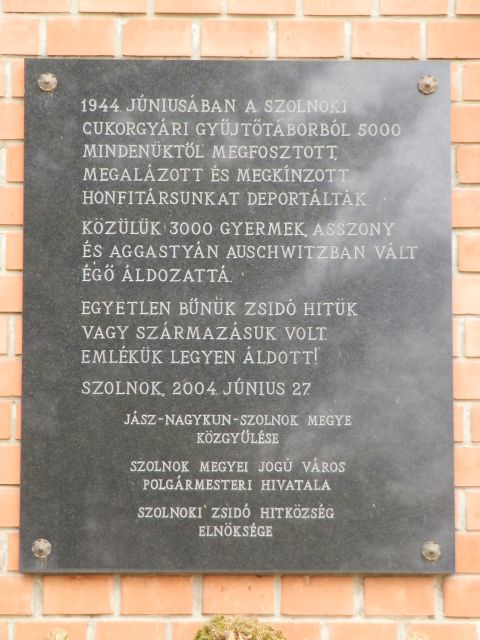 1944 JÚNIUSÁBAN A SZOLNOKI
CUKORGYÁRI GYŰJTŐTÁBORBÓL 5000
MINDENÜKTŐL MEGFOSZTOTT,
MEGALÁZOTT ÉS MEGKÍNZOTT
HONFITÁRSUNKAT DEPORTÁLTÁK.
KÖZÜLÜK 3000 GYERMEK, ASSZONY
ÉS AGGASTYÁN AUSCHWITZBAN VÁLT
ÉGŐ ÁLDOZATTÁ.
EGYETLEN BŰNÜK ZSIDÓ HITÜK
VAGY SZÁRMAZÁSUK VOLT.
EMLÉKÜK LEGYEN ÁLDOTT!
SZOLNOK, 2004 JÚNIUS 27
JÁSZ-NAGYKUN-SZOLNOK MEGYE
KÖZGYŰLÉSE
SZOLNOK MEGYEI JOGÚ VÁROS
POLGÁRMESTERI HIVATALA
SZOLNOKI ZSIDÓ HITKÖZSÉG
ELNÖKSÉGE